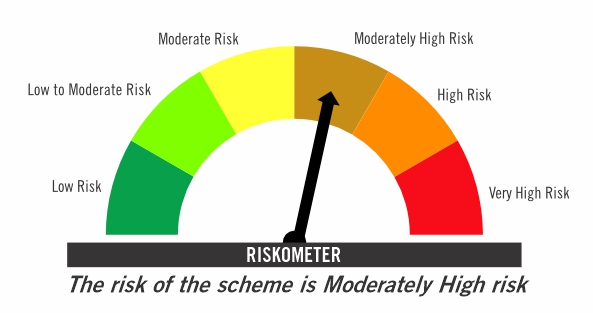 Moderate Risk
Moderately High Risk
Low to Moderate Risk
High Risk
Low Risk
Very High Risk
RISKOMETER
The risk of the scheme is Moderately High risk